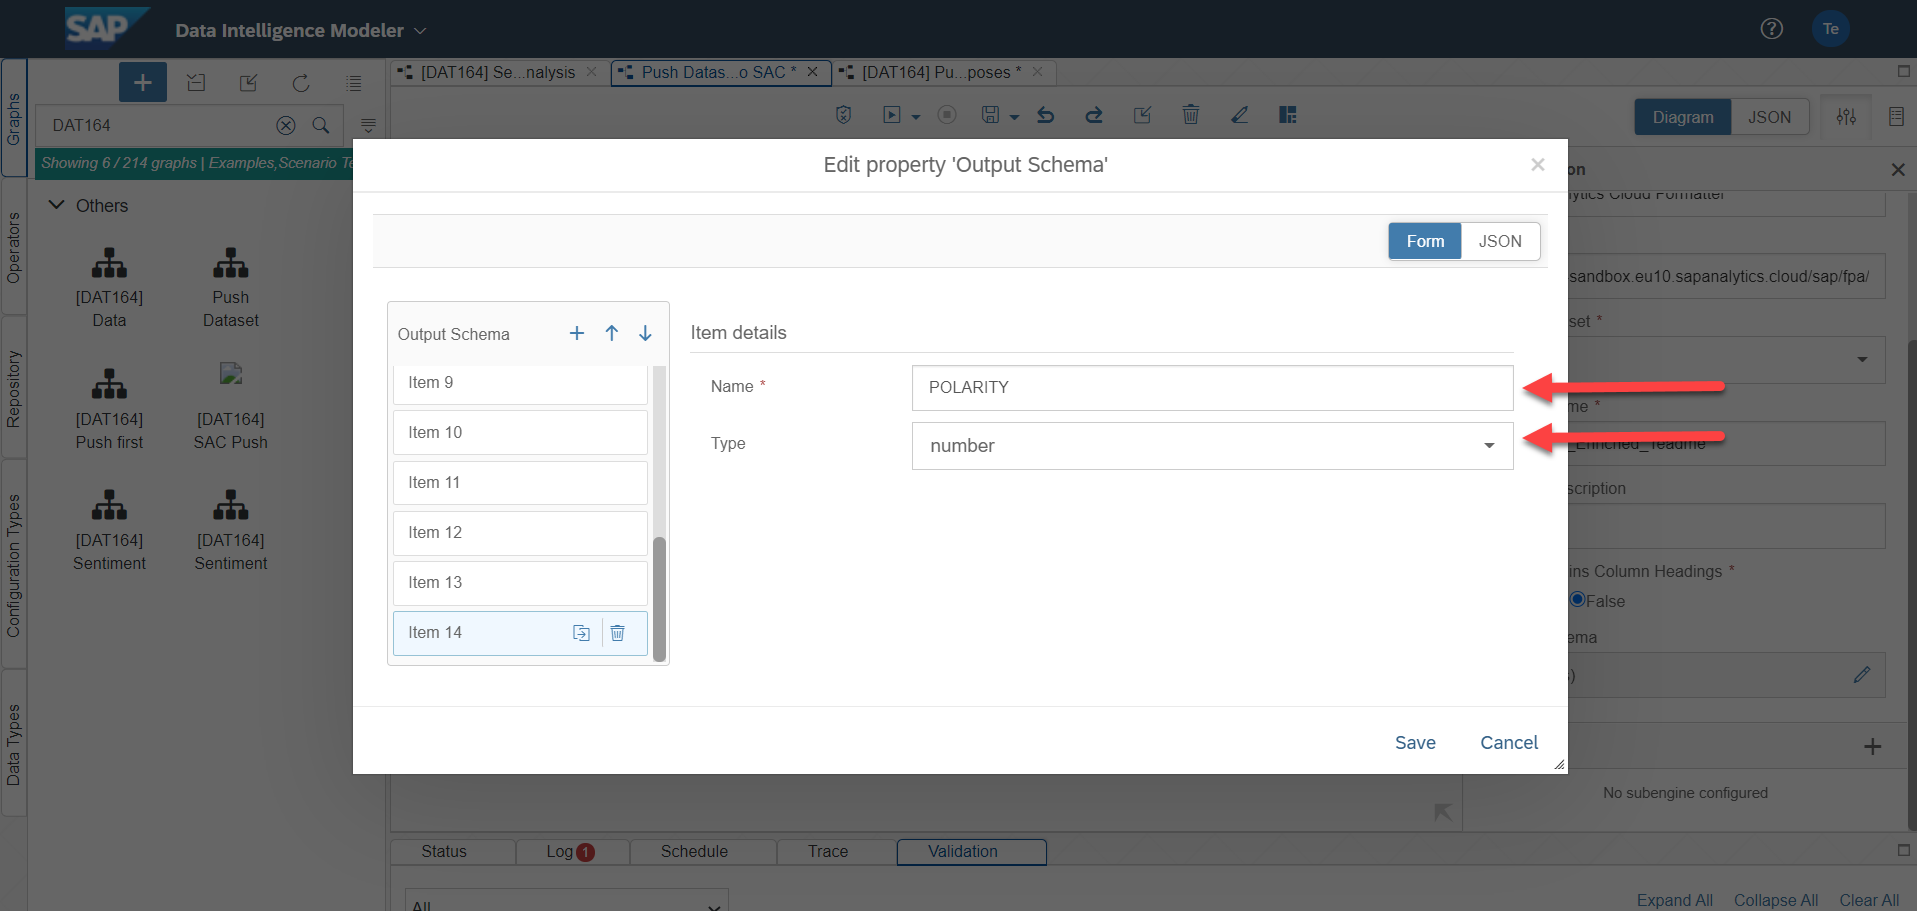 SAP
Data Intelligence Modeler
Te
[DAT164] Se...nalysis
Push Datas...o SAC *
[DAT164] Pu...poses *
Graphs
Operators
Repository
Configuration Types
Data Types
DAT164
Showing 6 / 214 graphs | Examples,Scenario Te
Others
[DAT164]
Data
Push
Dataset
[DAT164]
Push first
[DAT164]
SAC Push
[DAT164]
Sentiment
[DAT164]
Sentiment
Diagram
JSON
Edit property 'Output Schema'
Form
JSON
Output Schema
Item 9
Item 10
Item 11
Item 12
Item 13
Item 14
Item details
Name *
POLARITY
Type
number
Save
Cancel
on
lytics Cloud Formatter
sandbox.eu10.sapanalytics.cloud/sap/fpa/
set *
me *
_Enriched_Teadme
scription
ins Column Headings *
False
ema
)
No subengine configured
Status
Log 1
Schedule
Trace
Validation
All
Expand All
Collapse All
Clear All